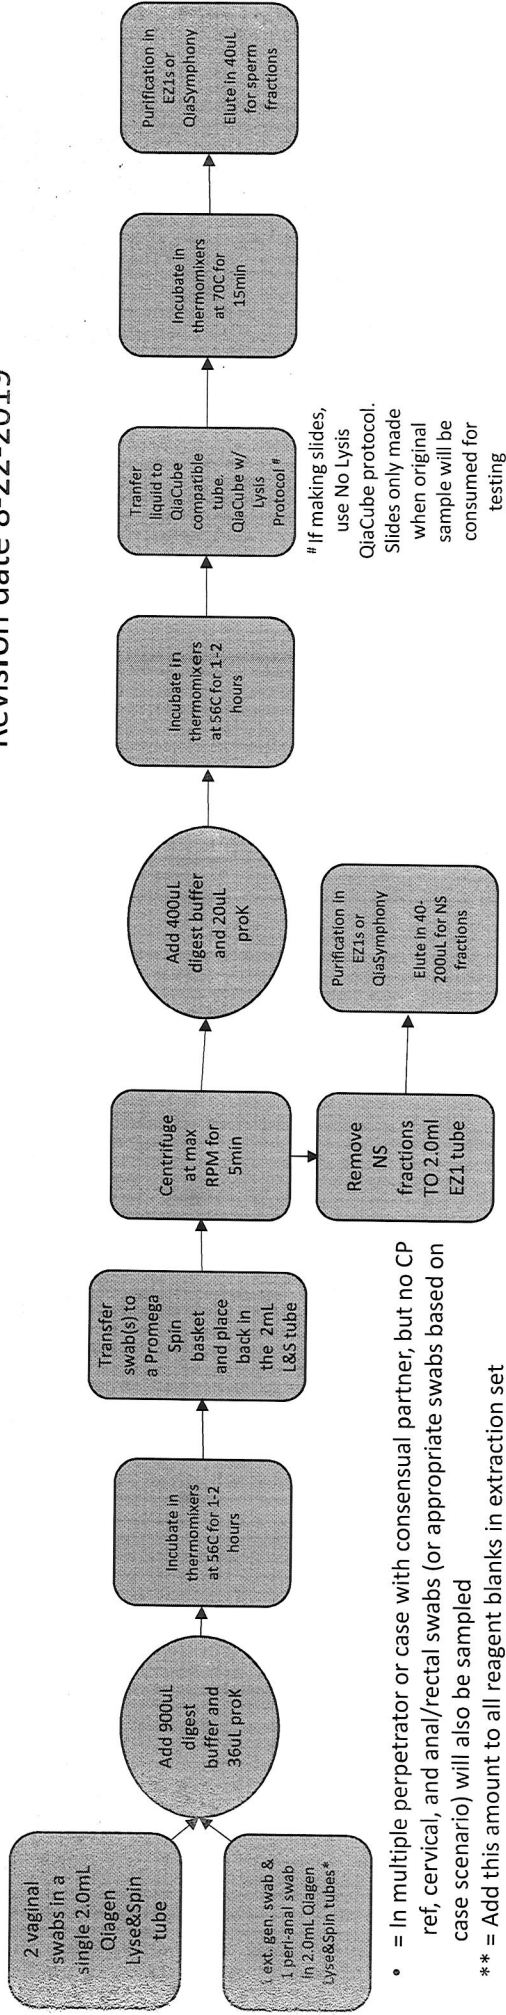 Revision date 8-22-2019
2 vaginal
swabs in a
single 2.0mL
Qiagen
Lyse&Spin
tube
ext. gen. swab &
1 peri-anal swab
in 2.0mL Qiagen
Lyse&Spin tubes*
Add 900uL
digest
buffer and
36uL proK
Incubate in
thermomixers
at 56C for 1-2
hours
Transfer
swab(s) to
a Promega
Spin
basket
and place
back in
the 2mL
L&S tube
Centrifuge
at max
RPM for
5min
Remove
NS
fractions
TO 2.0ml
EZ1 tube
Purification in
EZ1s or
QiaSymphony
Elute in 40-
200uL for NS
fractions
Add 400uL
digest buffer
and 20uL
proK
Incubate in
thermomixers
at 56C for 1-2
hours
Tranfer
liquid to
QiaCube
compatible
tube.
QiaCube w/
Lysis
Protocol #
#If making slides,
use No Lysis
QiaCube protocol.
Slides only made
when original
sample will be
consumed for
testing
Incubate in
thermomixers
at 70C for
15min
Purification in
EZ1s or
QiaSymphony
Elute in 40uL
for sperm
fractions
• = In multiple perpetrator or case with consensual partner, but no CP
ref, cervical, and anal/rectal swabs (or appropriate swabs based on
case scenario) will also be sampled
** = Add this amount to all reagent blanks in extraction set